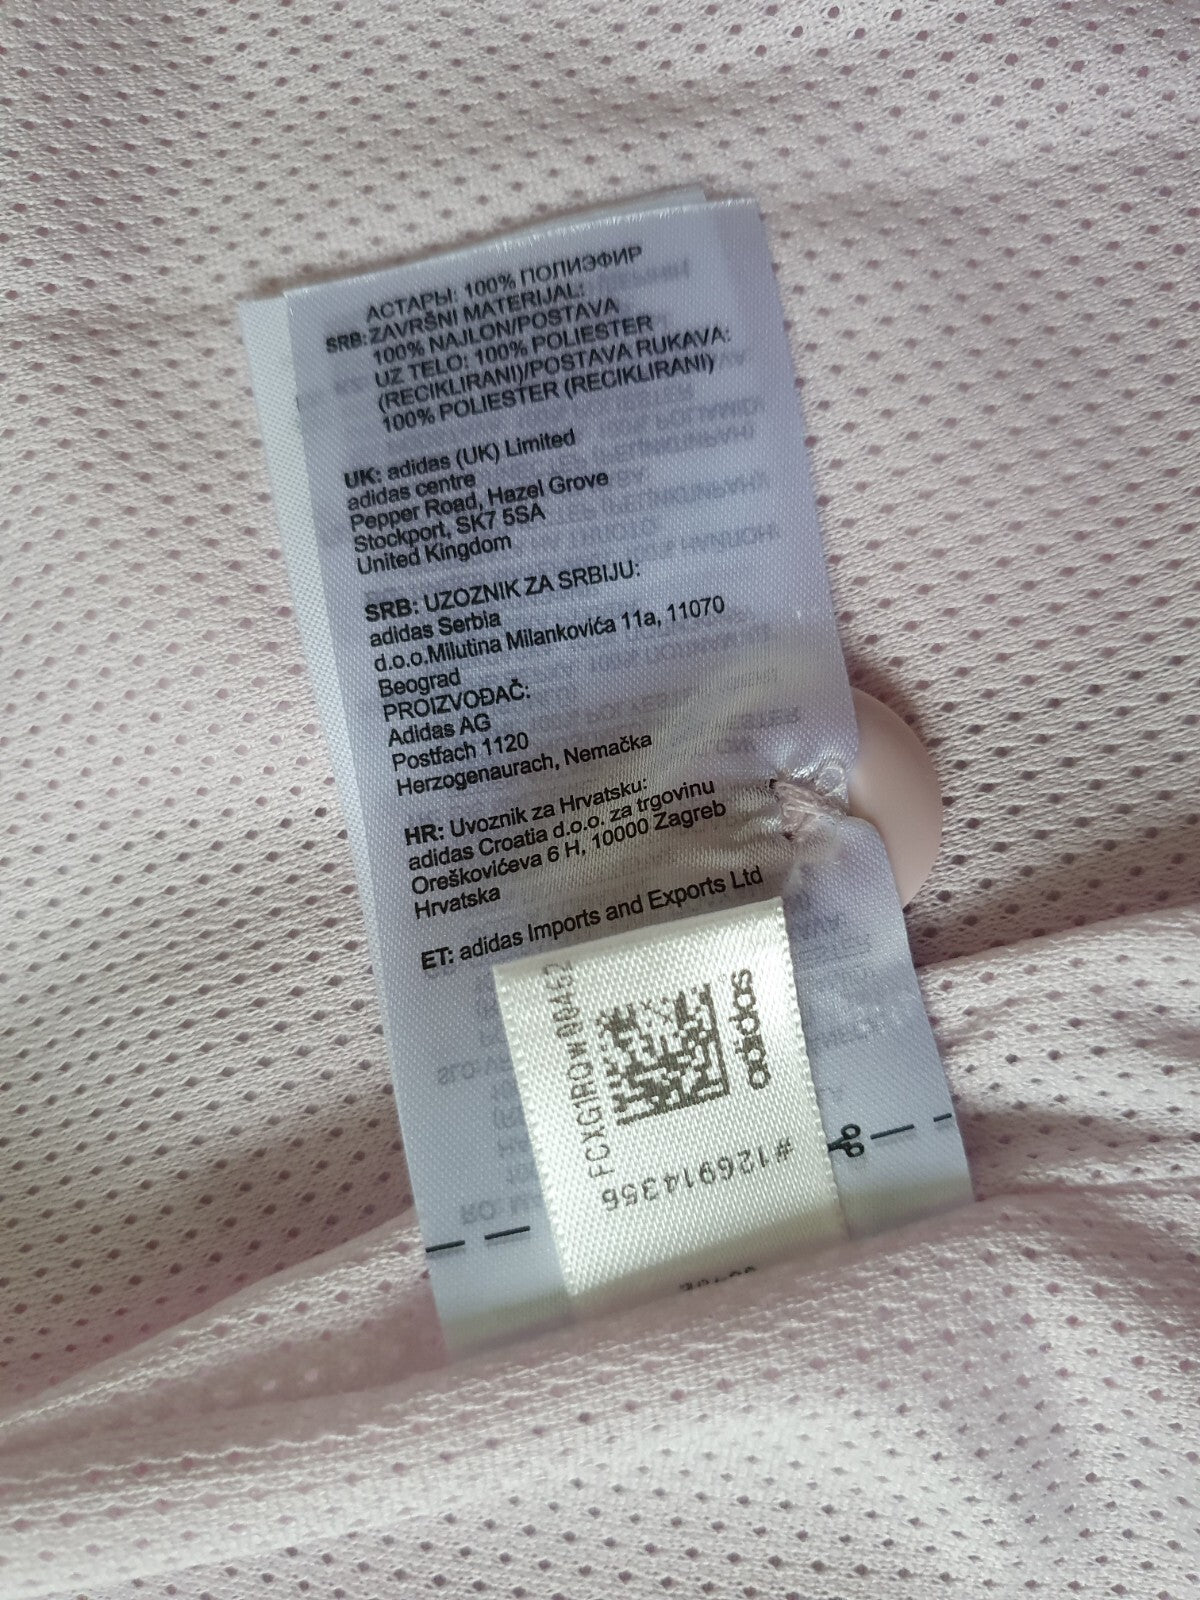 АСТАРЫ: 100% ПОЛИЭФИР
SRB: ZAVRŠNI MATERIJAL:
100% NAJLON/POSTAVA
UZ TELO: 100% POLIESTER
(RECIKLIRANI)/POSTAVA RUKAVA:
100% POLIESTER (RECIKLIRANI)
UK: adidas (UK) Limited
adidas centre
Pepper Road, Hazel Grove
Stockport, SK7 5SA
United Kingdom
SRB: UZOZNIK ZA SRBIJU:
adidas Serbia
d.o.o.Milutina Milankovića 11a, 11070
Beograd
PROIZVOĐAČ:
Adidas AG
Postfach 1120
Herzogenaurach, Nemačka
HR: Uvoznik za Hrvatsku:
adidas Croatia d.o.o. za trgovinu
Oreškovićeva 6 H, 10000 Zagreb
Hrvatska
ET: adidas Imports and Exports Ltd
adidas
#126914356